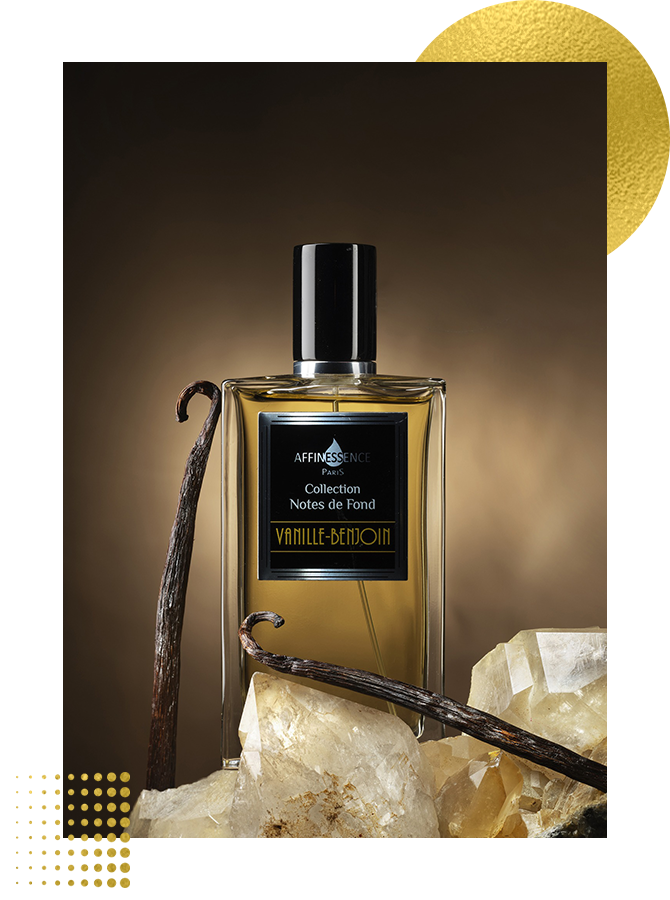 AFFINESSENCE
PARIS
Collection
Notes de Fond
VANILLE-BENJOIN